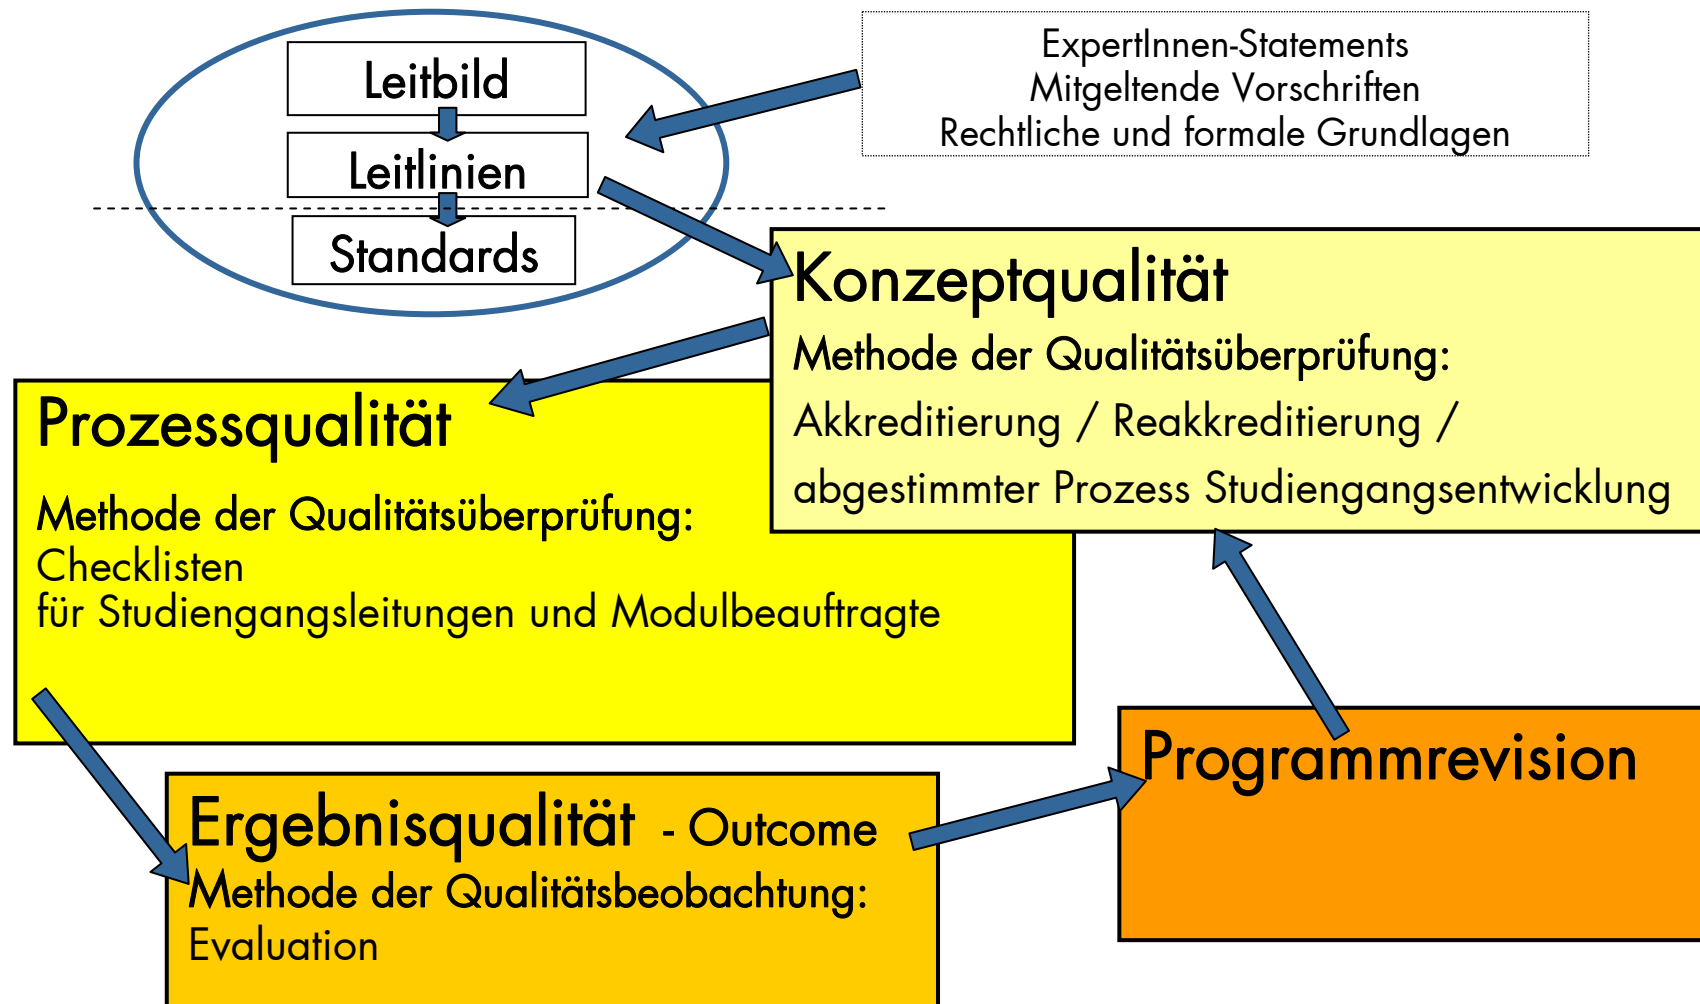 Leitbild
Leitlinien
Standards
ExpertInnen-Statements
Mitgeltende Vorschriften
Rechtliche und formale Grundlagen
Konzeptqualität
Methode der Qualitätsüberprüfung:
Akkreditierung / Reakkreditierung /
abgestimmter Prozess Studiengangsentwicklung
Prozessqualität
Methode der Qualitätsüberprüfung:
Checklisten
für Studiengangsleitungen und Modulbeauftragte
Ergebnisqualität - Outcome
Methode der Qualitätsbeobachtung:
Evaluation
Programmrevision